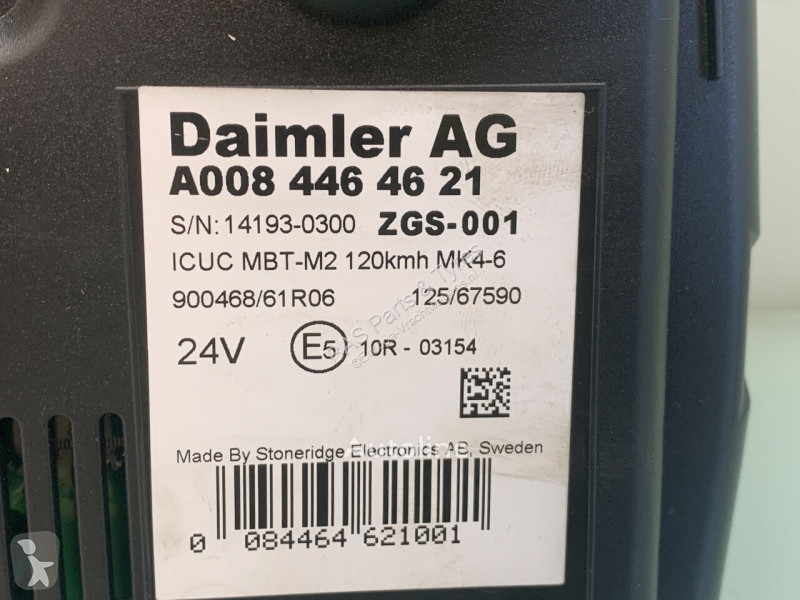 Daimler AG
A008 446 46 21
S/N: 14193-0300 ZGS-001
ICUC MBT-M2 120kmh MK4-6
900468/61R06 125/67590
24V E5 10R - 03154
Made By Stoneridge Electronics AB, Sweden
Autoline
0 084464 621001